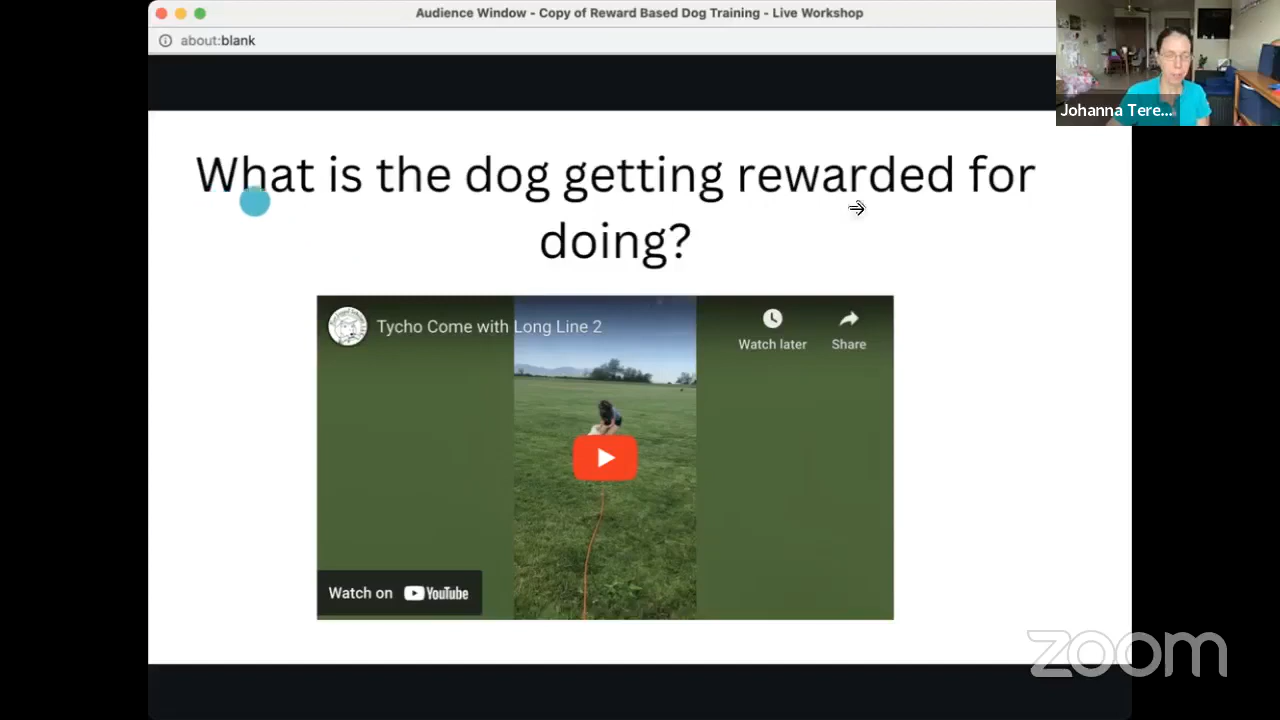 Audience Window - Copy of Reward Based Dog Training - Live Workshop
about:blank
Johanna Tere...
What is the dog getting rewarded for
doing?
Tycho Come with Long Line 2
Watch later
Share
Watch on YouTube
zoom